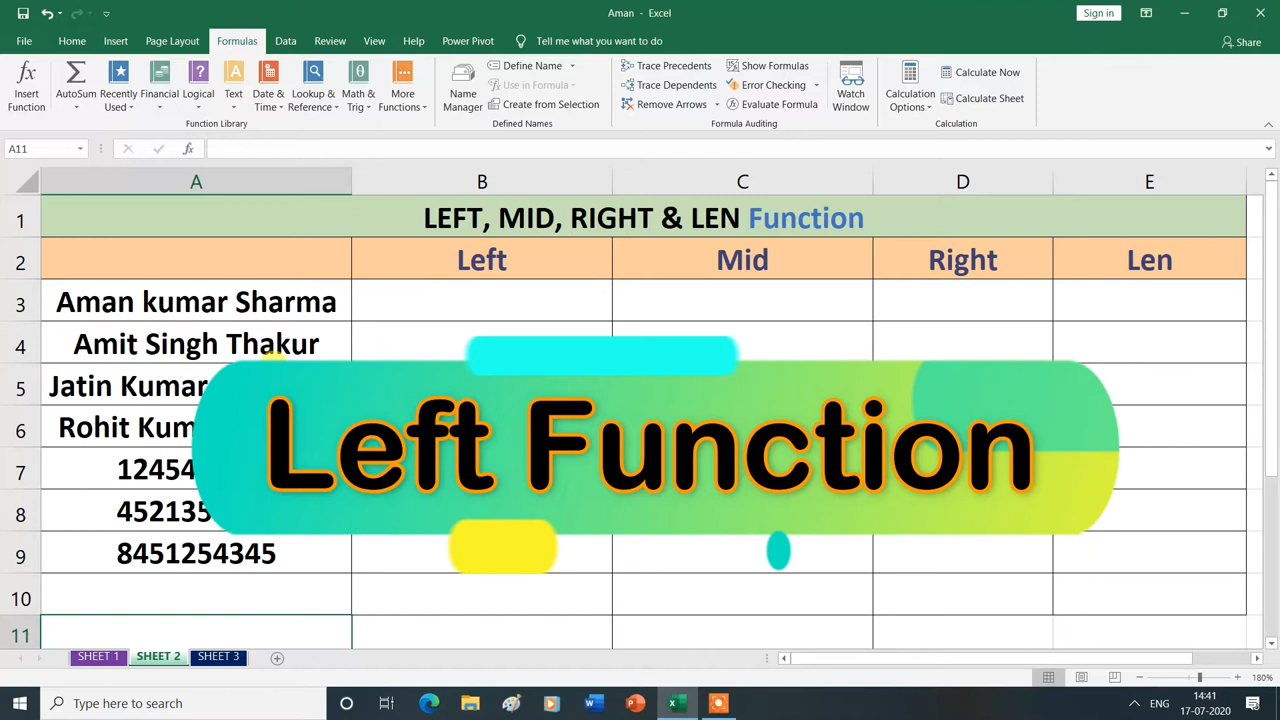 Aman - Excel
Sign in
File Home Insert Page Layout Formulas Data Review View Help Power Pivot Tell me what you want to do Share
Insert Function
AutoSum
Recently Used
Financial
Logical
Text
Date & Time
Lookup & Reference
Math & Trig
More Functions
Function Library
Name Manager
Define Name
Use in Formula
Create from Selection
Defined Names
Trace Precedents
Trace Dependents
Remove Arrows
Show Formulas
Error Checking
Evaluate Formula
Formula Auditing
Watch Window
Calculation Options
Calculate Now
Calculate Sheet
Calculation
A11 fx
A B C D E
1 LEFT, MID, RIGHT & LEN Function
2 Left Mid Right Len
3 Aman kumar Sharma
4 Amit Singh Thakur
5 Jatin Kumar
6 Rohit Kum
7 12454
8 452135
9 8451254345
10
11
Left Function
SHEET 1 SHEET 2 SHEET 3
180%
Type here to search
ENG
14:41
17-07-2020